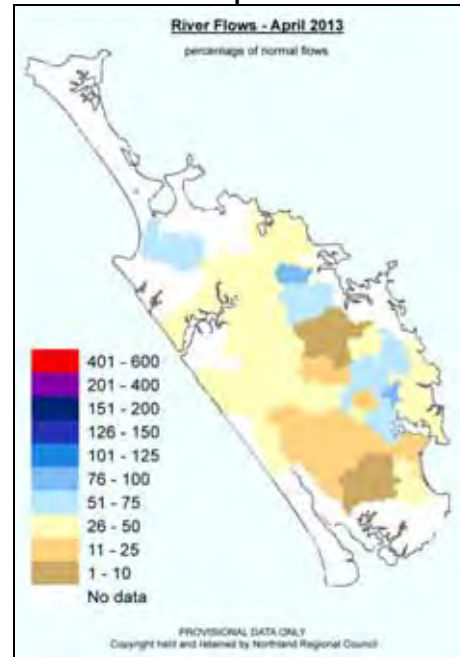 River Flows - April 2013
percentage of normal flows
401 - 600
201 - 400
151 - 200
126 - 150
101 - 125
76 - 100
51 - 75
26 - 50
11 - 25
1 - 10
No data
PROVISIONAL DATA ONLY
Copyright held and retained by Northland Regional Council